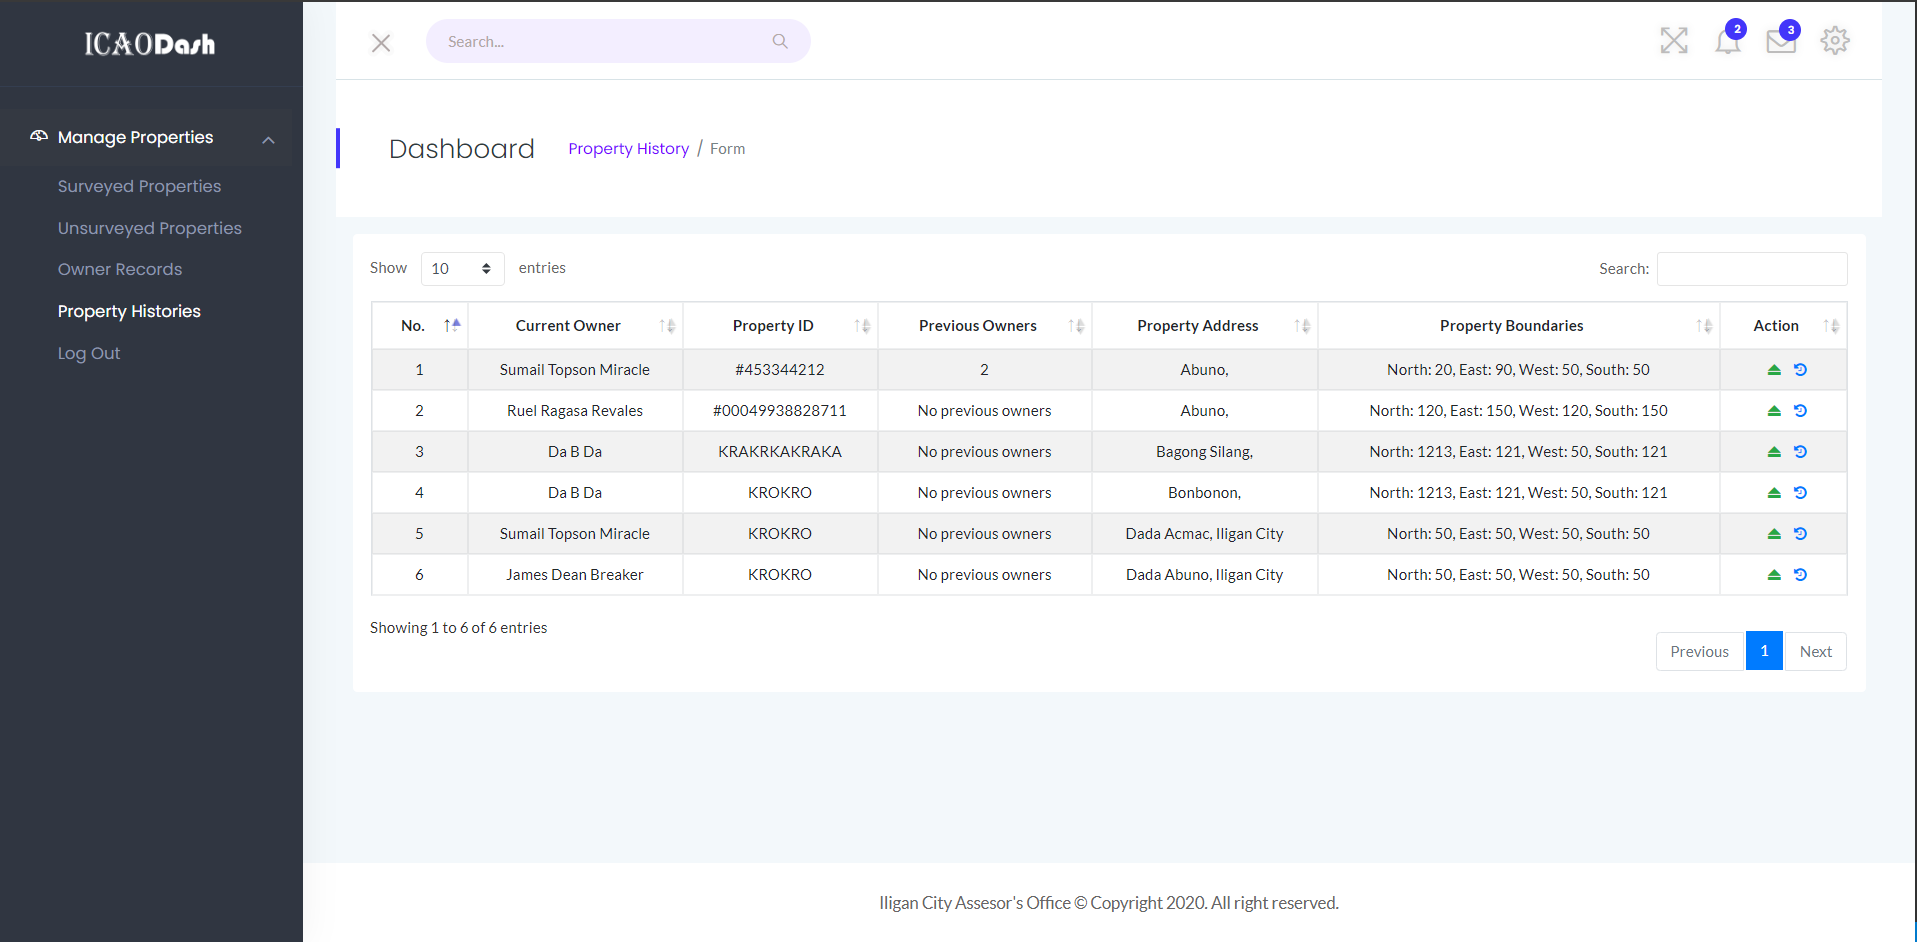 ICAODash
Manage Properties
Surveyed Properties
Unsurveyed Properties
Owner Records
Property Histories
Log Out
Search...
2
3
Dashboard Property History / Form
Show 10 entries Search:
No. Current Owner Property ID Previous Owners Property Address Property Boundaries Action
1 Sumail Topson Miracle #453344212 2 Abuno, North: 20, East: 90, West: 50, South: 50
2 Ruel Ragasa Revales #00049938828711 No previous owners Abuno, North: 120, East: 150, West: 120, South: 150
3 Da B Da KRAKRKAKRAKA No previous owners Bagong Silang, North: 1213, East: 121, West: 50, South: 121
4 Da B Da KROKRO No previous owners Bonbonon, North: 1213, East: 121, West: 50, South: 121
5 Sumail Topson Miracle KROKRO No previous owners Dada Acmac, Iligan City North: 50, East: 50, West: 50, South: 50
6 James Dean Breaker KROKRO No previous owners Dada Abuno, Iligan City North: 50, East: 50, West: 50, South: 50
Showing 1 to 6 of 6 entries
Previous 1 Next
Iligan City Assesor's Office © Copyright 2020. All right reserved.